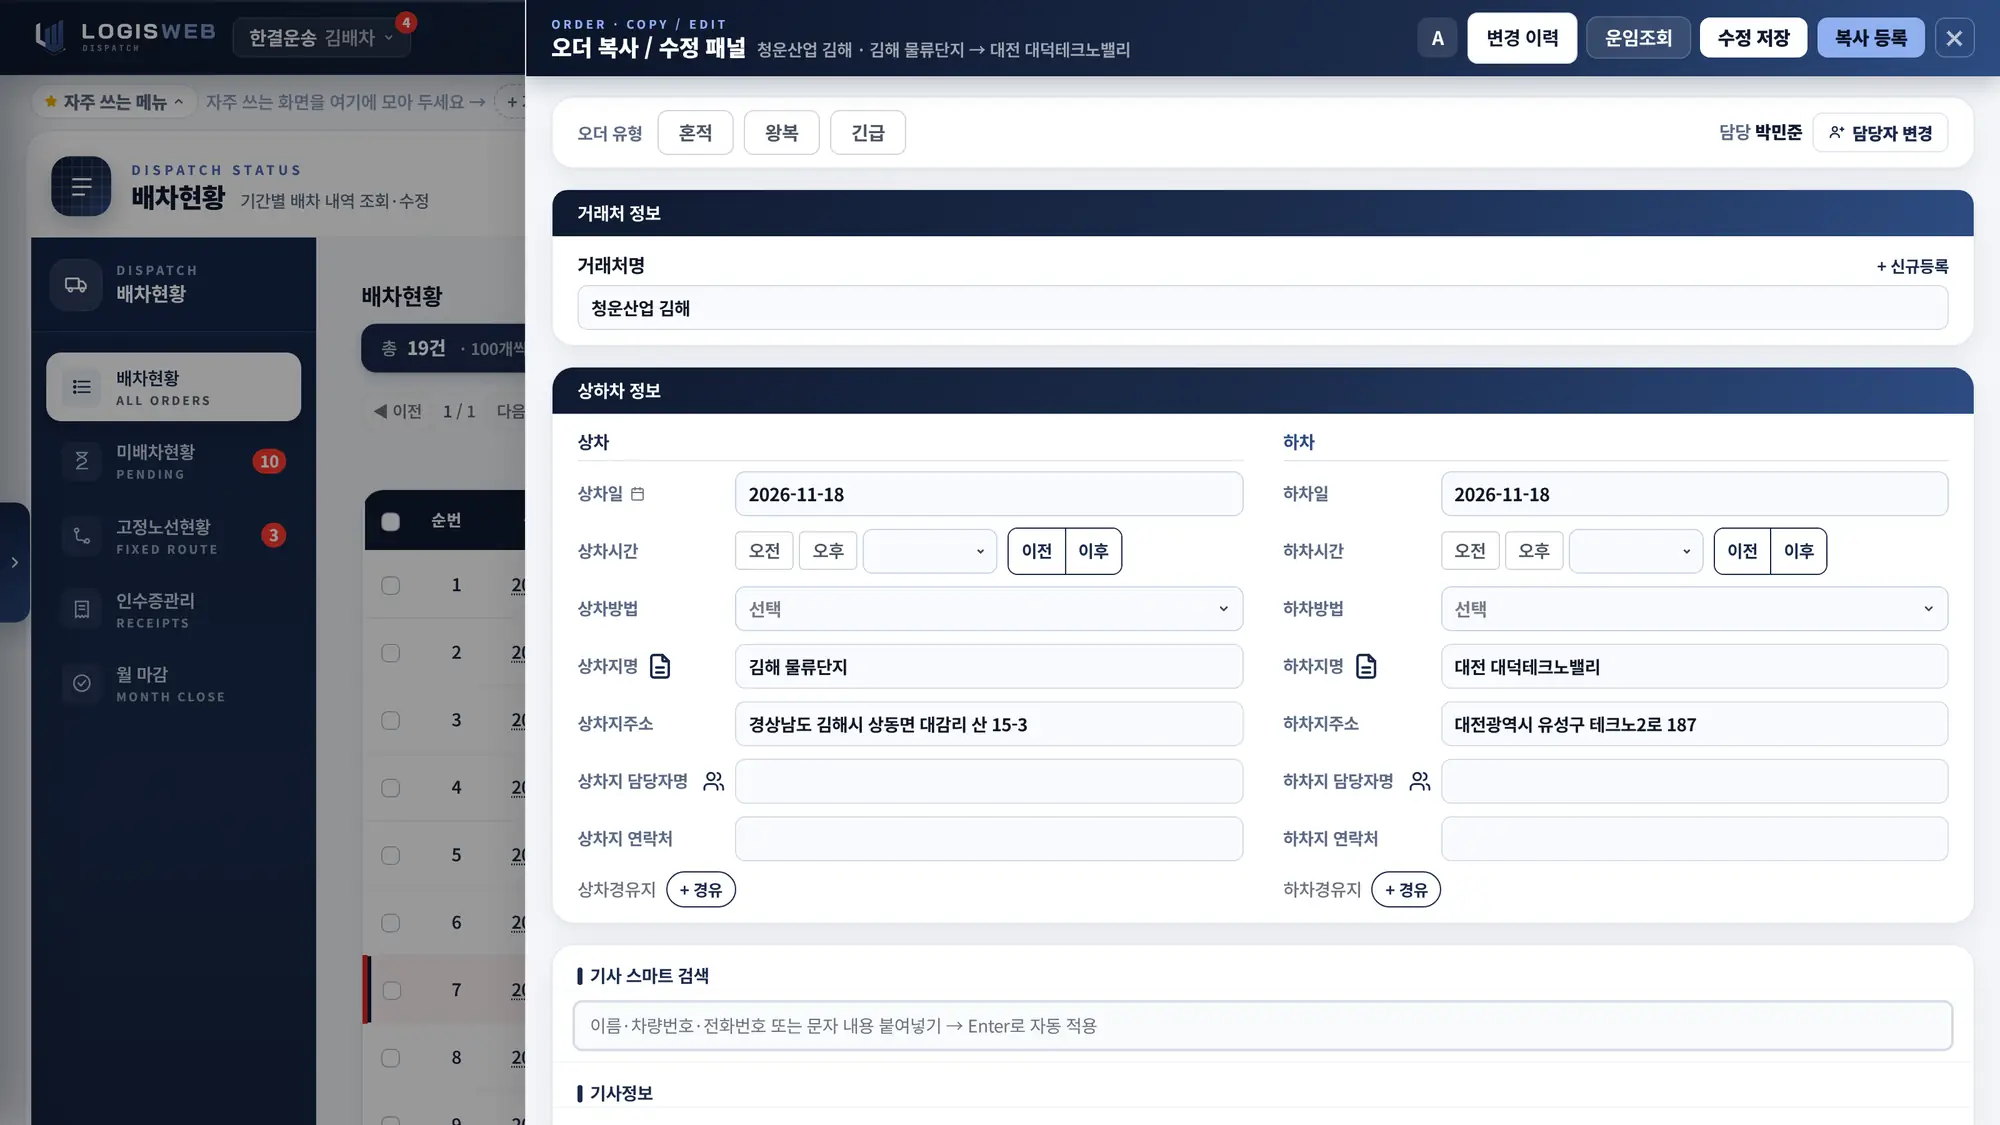 LOGISWEB
DISPATCH
한결운송 김배차
4
자주 쓰는 메뉴
자주 쓰는 화면을 여기에 모아 두세요 →
DISPATCH STATUS
배차현황 기간별 배차 내역 조회·수정
DISPATCH
배차현황
배차현황
ALL ORDERS
미배차현황
PENDING
10
고정노선현황
FIXED ROUTE
3
인수증관리
RECEIPTS
월 마감
MONTH CLOSE
배차현황
총 19건 · 100개씩
◀ 이전 1 / 1 다음
순번
1 20
2 20
3 20
4 20
5 20
6 20
7 20
8 20
9 20
ORDER · COPY / EDIT
오더 복사 / 수정 패널 청운산업 김해 · 김해 물류단지 → 대전 대덕테크노밸리
A 변경 이력 운임조회 수정 저장 복사 등록
오더 유형 혼적 왕복 긴급
담당 박민준 담당자 변경
거래처 정보
거래처명 + 신규등록
청운산업 김해
상하차 정보
상차
상차일 2026-11-18
상차시간 오전 오후 이전 이후
상차방법 선택
상차지명 김해 물류단지
상차지주소 경상남도 김해시 상동면 대감리 산 15-3
상차지 담당자명
상차지 연락처
상차경유지 + 경유
하차
하차일 2026-11-18
하차시간 오전 오후 이전 이후
하차방법 선택
하차지명 대전 대덕테크노밸리
하차지주소 대전광역시 유성구 테크노2로 187
하차지 담당자명
하차지 연락처
하차경유지 + 경유
기사 스마트 검색
이름·차량번호·전화번호 또는 문자 내용 붙여넣기 → Enter로 자동 적용
기사정보